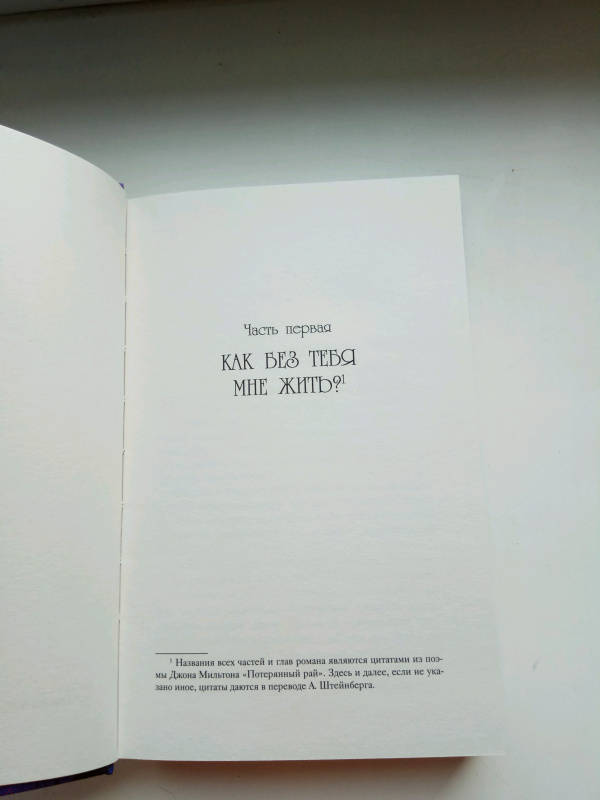 Часть первая
КАК БЕЗ ТЕБЯ
МНЕ ЖИТЬ?¹
¹ Названия всех частей и глав романа являются цитатами из поэ-
мы Джона Мильтона «Потерянный рай». Здесь и далее, если не ука-
зано иное, цитаты даются в переводе А. Штейнберга.